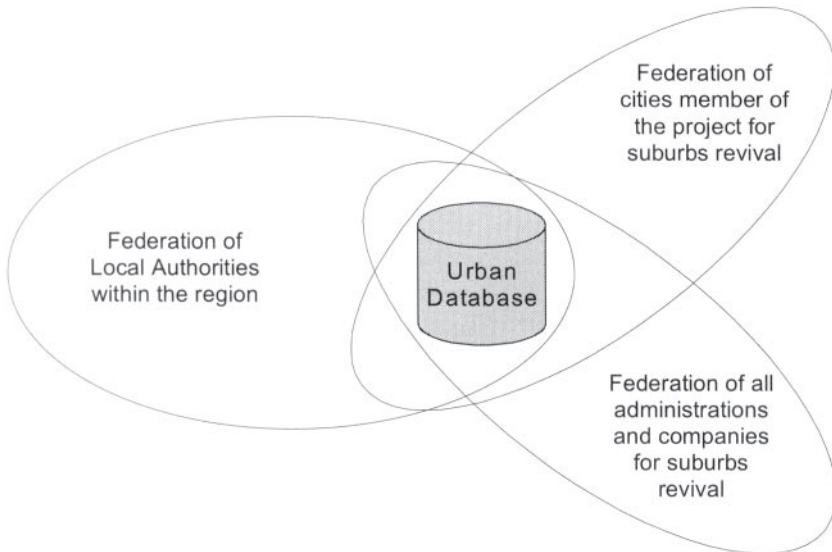 Federation of
cities member of
the project for
suburbs revival
Federation of
Local Authorities
within the region
Urban
Database
Federation of all
administrations
and companies
for suburbs
revival